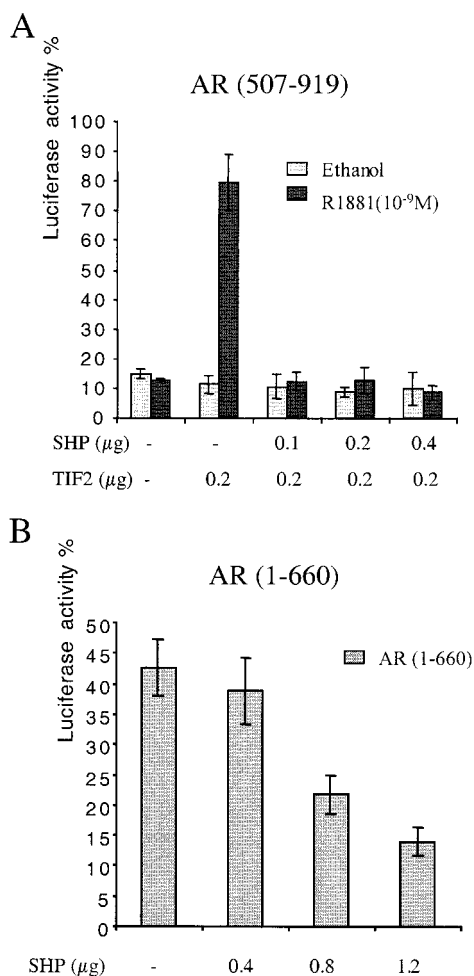 A
AR (507-919)
Luciferase activity %
100
90
80
70
60
50
40
30
20
10
0
Ethanol
R1881(10⁻⁹M)
SHP (µg) - - 0.1 0.2 0.4
TIF2 (µg) - 0.2 0.2 0.2 0.2
B
AR (1-660)
Luciferase activity %
50
45
40
35
30
25
20
15
10
5
0
AR (1-660)
SHP (µg) - 0.4 0.8 1.2